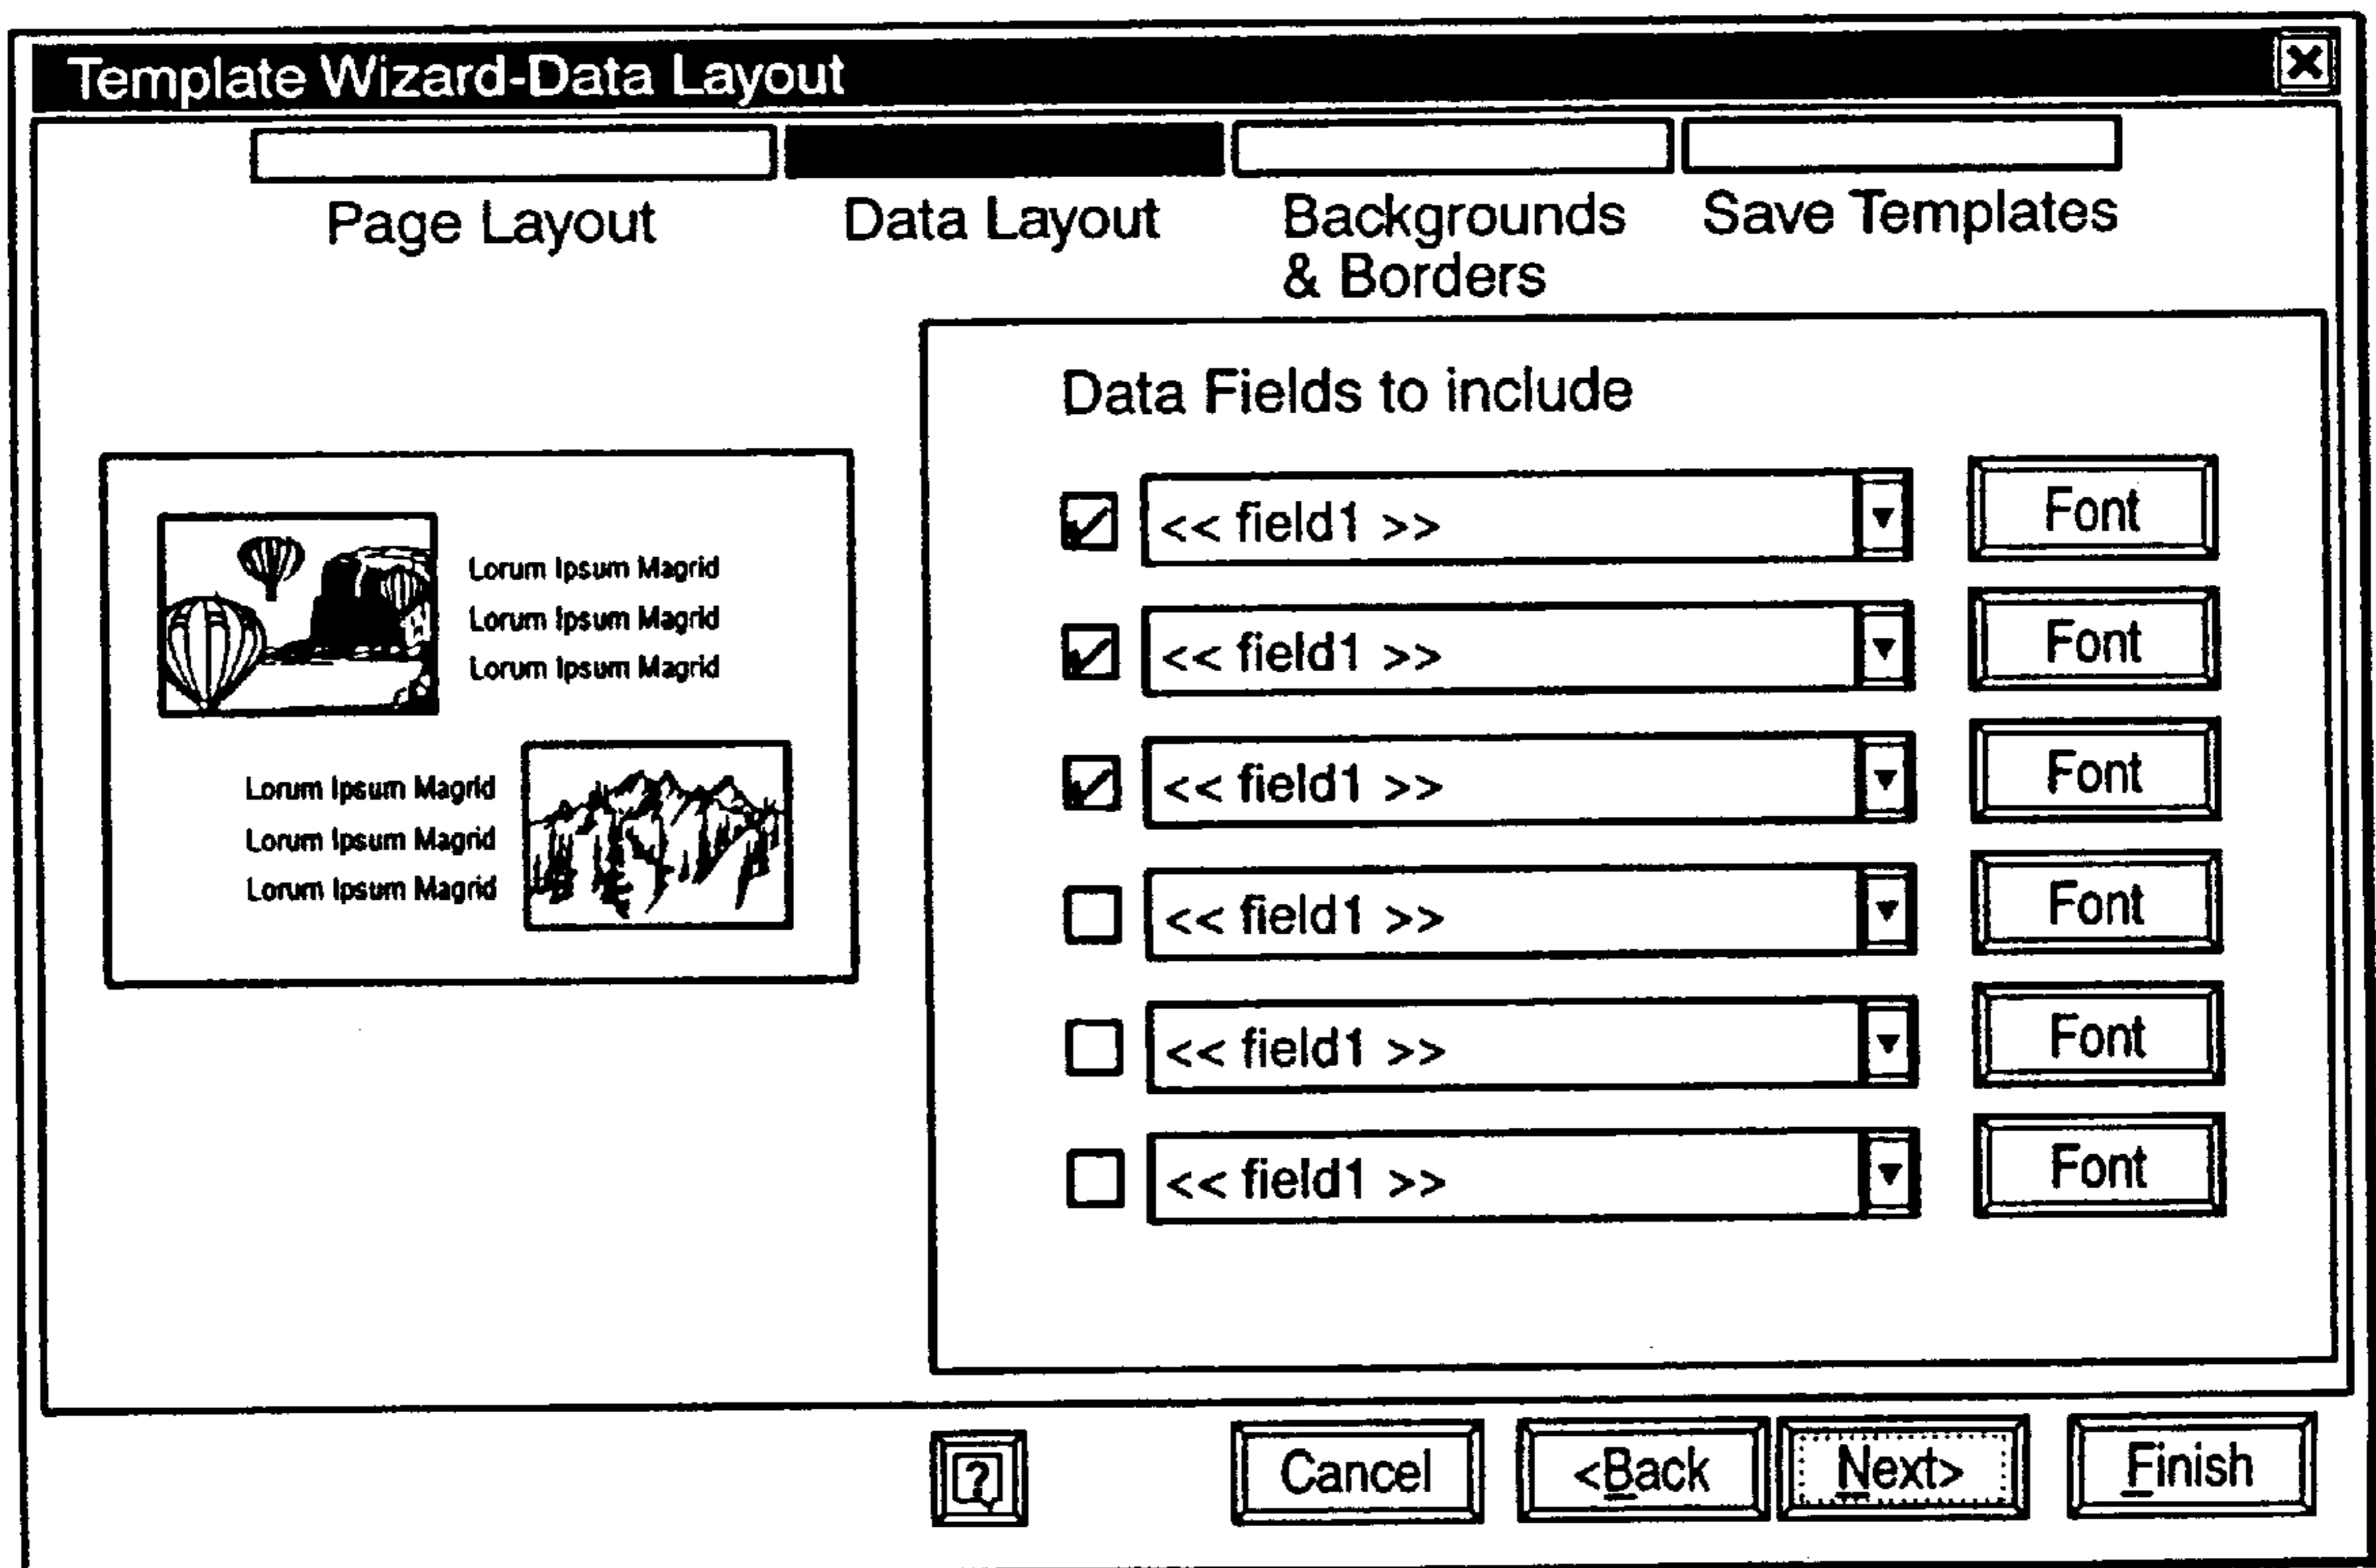 Template Wizard-Data Layout
Page Layout
Data Layout
Backgrounds
& Borders
Save Templates
Lorum Ipsum Magrid
Lorum Ipsum Magrid
Lorum Ipsum Magrid
Lorum Ipsum Magrid
Lorum Ipsum Magrid
Lorum Ipsum Magrid
Data Fields to include
<< field1 >> Font
<< field1 >> Font
<< field1 >> Font
<< field1 >> Font
<< field1 >> Font
<< field1 >> Font
? Cancel <Back Next> Finish